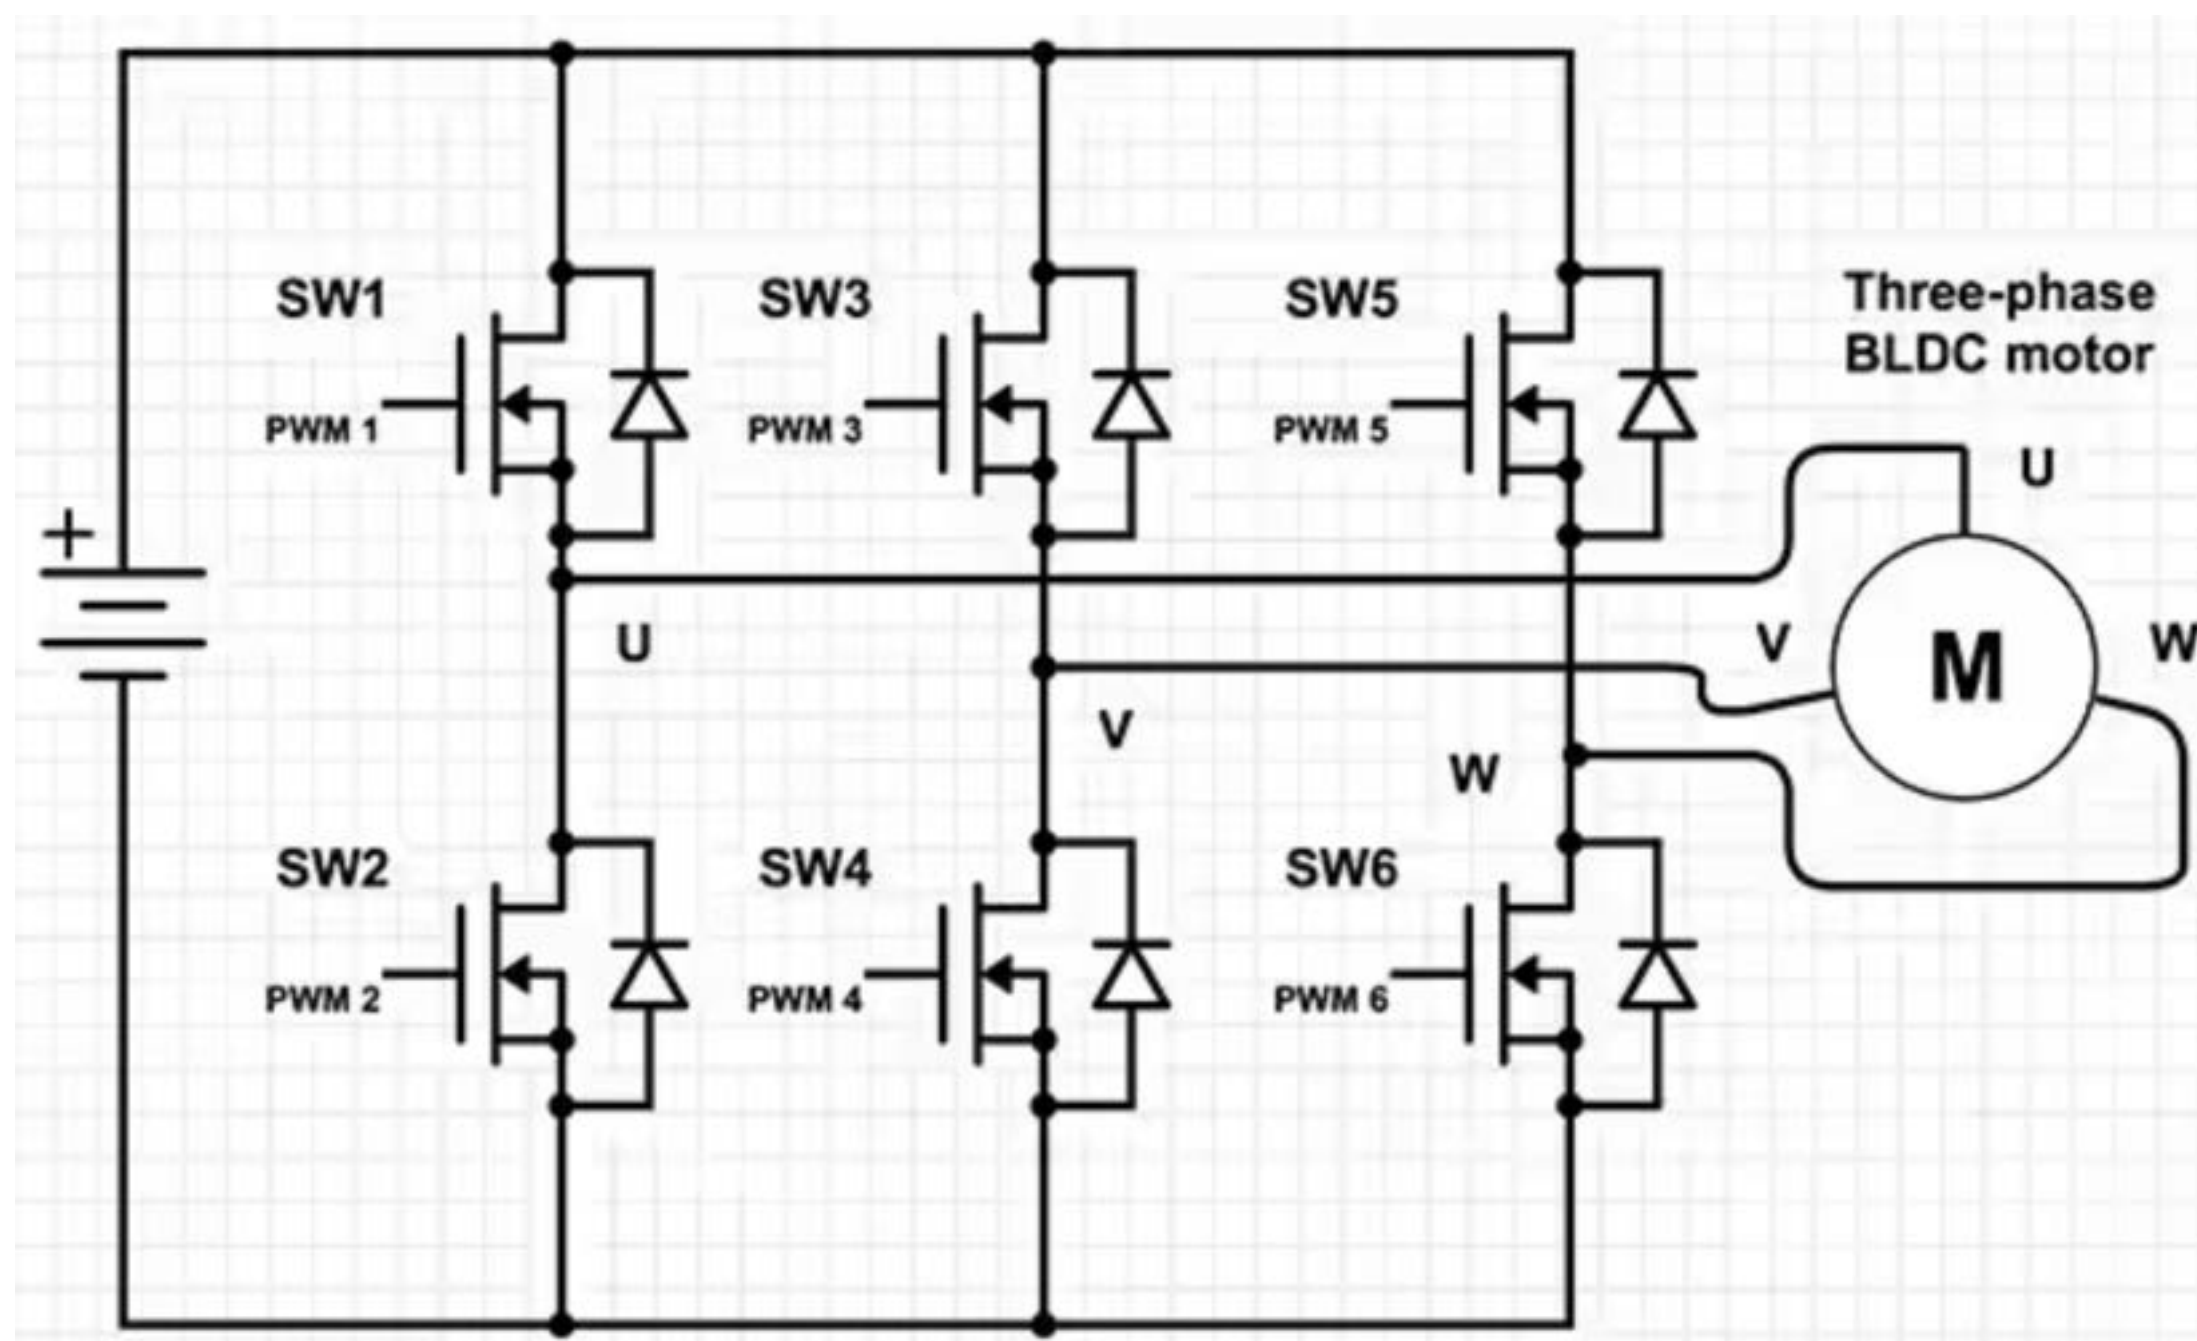 SW1
SW3
SW5
Three-phase
BLDC motor
PWM 1
PWM 3
PWM 5
U
+
U
V
M
W
V
W
SW2
SW4
SW6
PWM 2
PWM 4
PWM 6